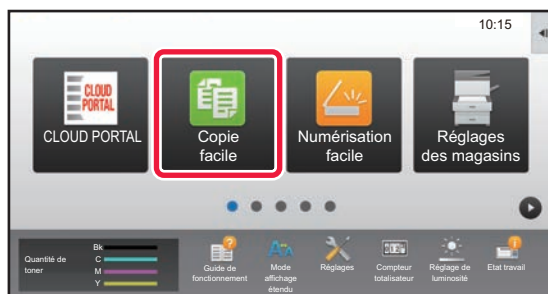 10:15
CLOUD
PORTAL
CLOUD PORTAL
Copie
facile
Numérisation
facile
Réglages
des magasins
Quantité de
toner
Bk
C
M
Y
Guide de
fonctionnement
Mode
affichage
étendu
Réglages
Compteur
totalisateur
Réglage de
luminosité
Etat travail